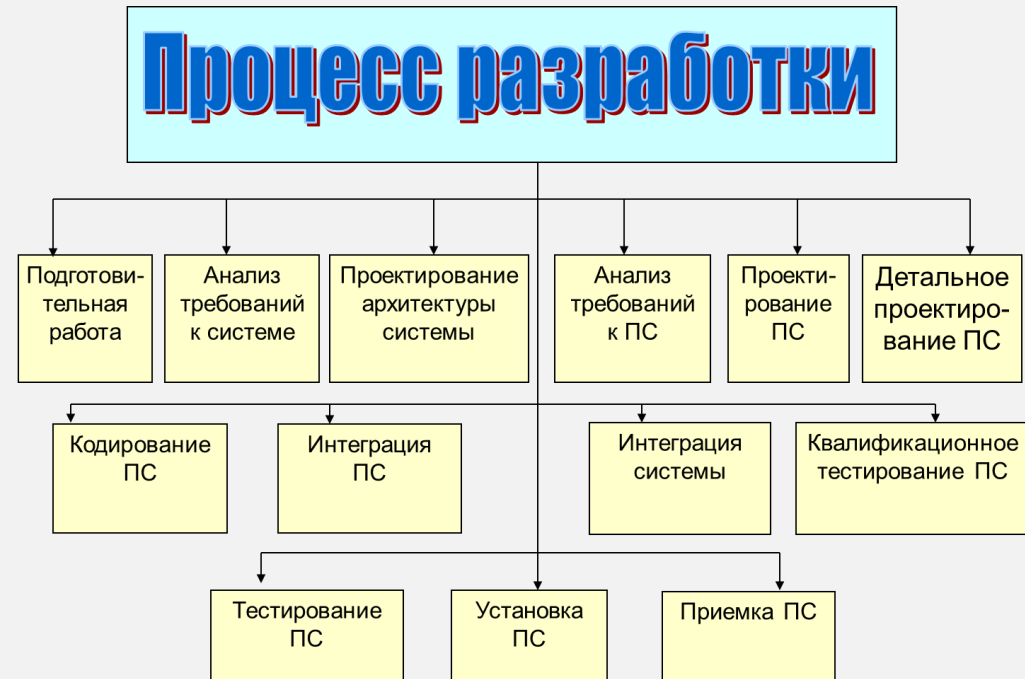 Процесс разработки
Подготови-
тельная
работа
Анализ
требований
к системе
Проектирование
архитектуры
системы
Анализ
требований
к ПС
Проекти-
рование
ПС
Детальное
проектиро-
вание ПС
Кодирование
ПС
Интеграция
ПС
Интеграция
системы
Квалификационное
тестирование ПС
Тестирование
ПС
Установка
ПС
Приемка ПС